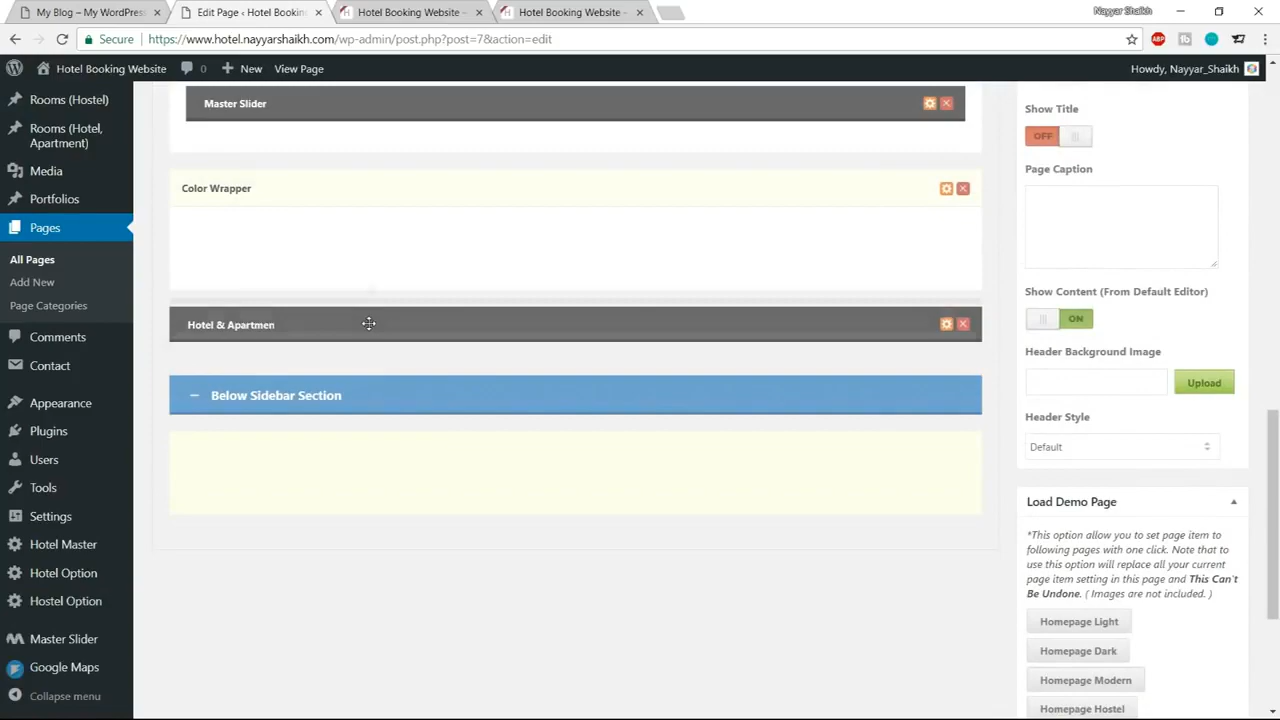 My Blog – My WordPress
Edit Page ‹ Hotel Bookin
Hotel Booking Website –
Hotel Booking Website –
Nayyar Shaikh
Secure
https://www.hotel.nayyarshaikh.com/wp-admin/post.php?post=7&action=edit
ABP
Hotel Booking Website
0
New
View Page
Howdy, Nayyar_Shaikh
Rooms (Hostel)
Rooms (Hotel,
Apartment)
Media
Portfolios
Pages
All Pages
Add New
Page Categories
Comments
Contact
Appearance
Plugins
Users
Tools
Settings
Hotel Master
Hotel Option
Hostel Option
Master Slider
Google Maps
Collapse menu
Master Slider
Color Wrapper
Hotel & Apartmen
Below Sidebar Section
Show Title
OFF
Page Caption
Show Content (From Default Editor)
ON
Header Background Image
Upload
Header Style
Default
Load Demo Page
*This option allow you to set page item to
following pages with one click. Note that to
use this option will replace all your current
page item setting in this page and This Can't
Be Undone. ( Images are not included. )
Homepage Light
Homepage Dark
Homepage Modern
Homepage Hostel